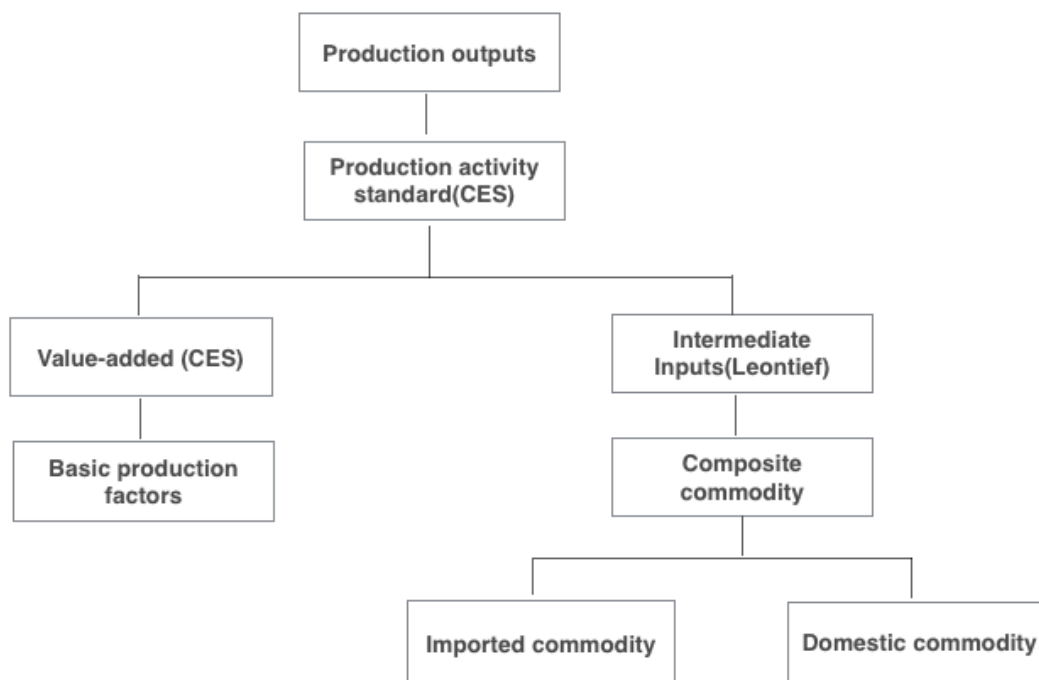 Production outputs
Production activity
standard(CES)
Value-added (CES)
Intermediate
Inputs(Leontief)
Basic production
factors
Composite
commodity
Imported commodity
Domestic commodity